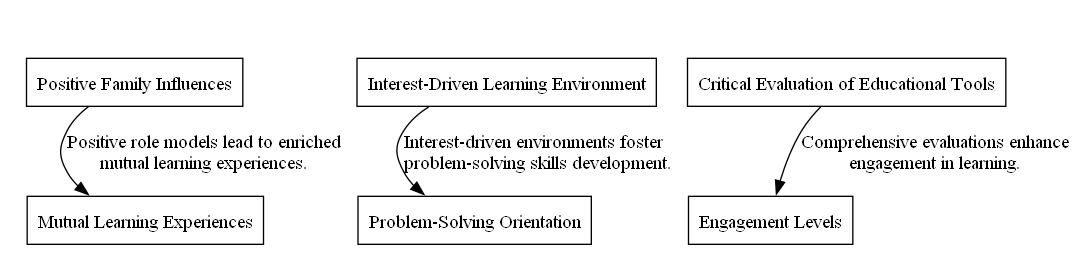 Positive Family Influences
Interest-Driven Learning Environment
Critical Evaluation of Educational Tools
Positive role models lead to enriched
mutual learning experiences.
Interest-driven environments foster
problem-solving skills development.
Comprehensive evaluations enhance
engagement in learning.
Mutual Learning Experiences
Problem-Solving Orientation
Engagement Levels